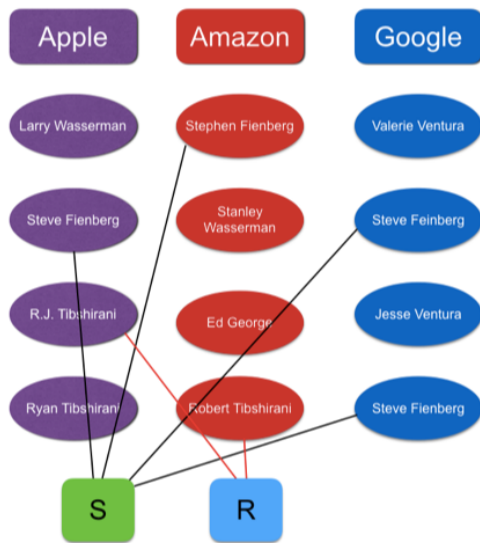 Apple Amazon Google
Larry Wasserman Stephen Fienberg Valerie Ventura
Steve Fienberg Stanley Wasserman Steve Feinberg
R.J. Tibshirani Ed George Jesse Ventura
Ryan Tibshirani Robert Tibshirani Steve Fienberg
S R